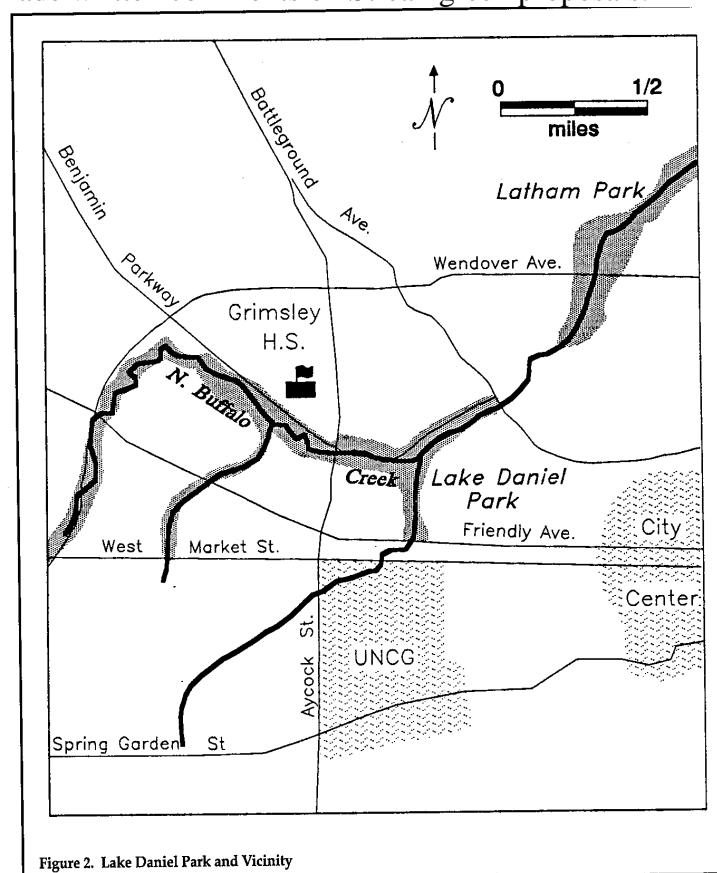 0 1/2
miles
N
Battleground
Ave.
Benjamin
Parkway
Latham Park
Wendover Ave.
Grimsley
H.S.
N. Buffalo
Creek
Lake Daniel
Park
Friendly Ave.
City
Center
West Market St.
UNCG
Aycock St.
Spring Garden St
Figure 2. Lake Daniel Park and Vicinity